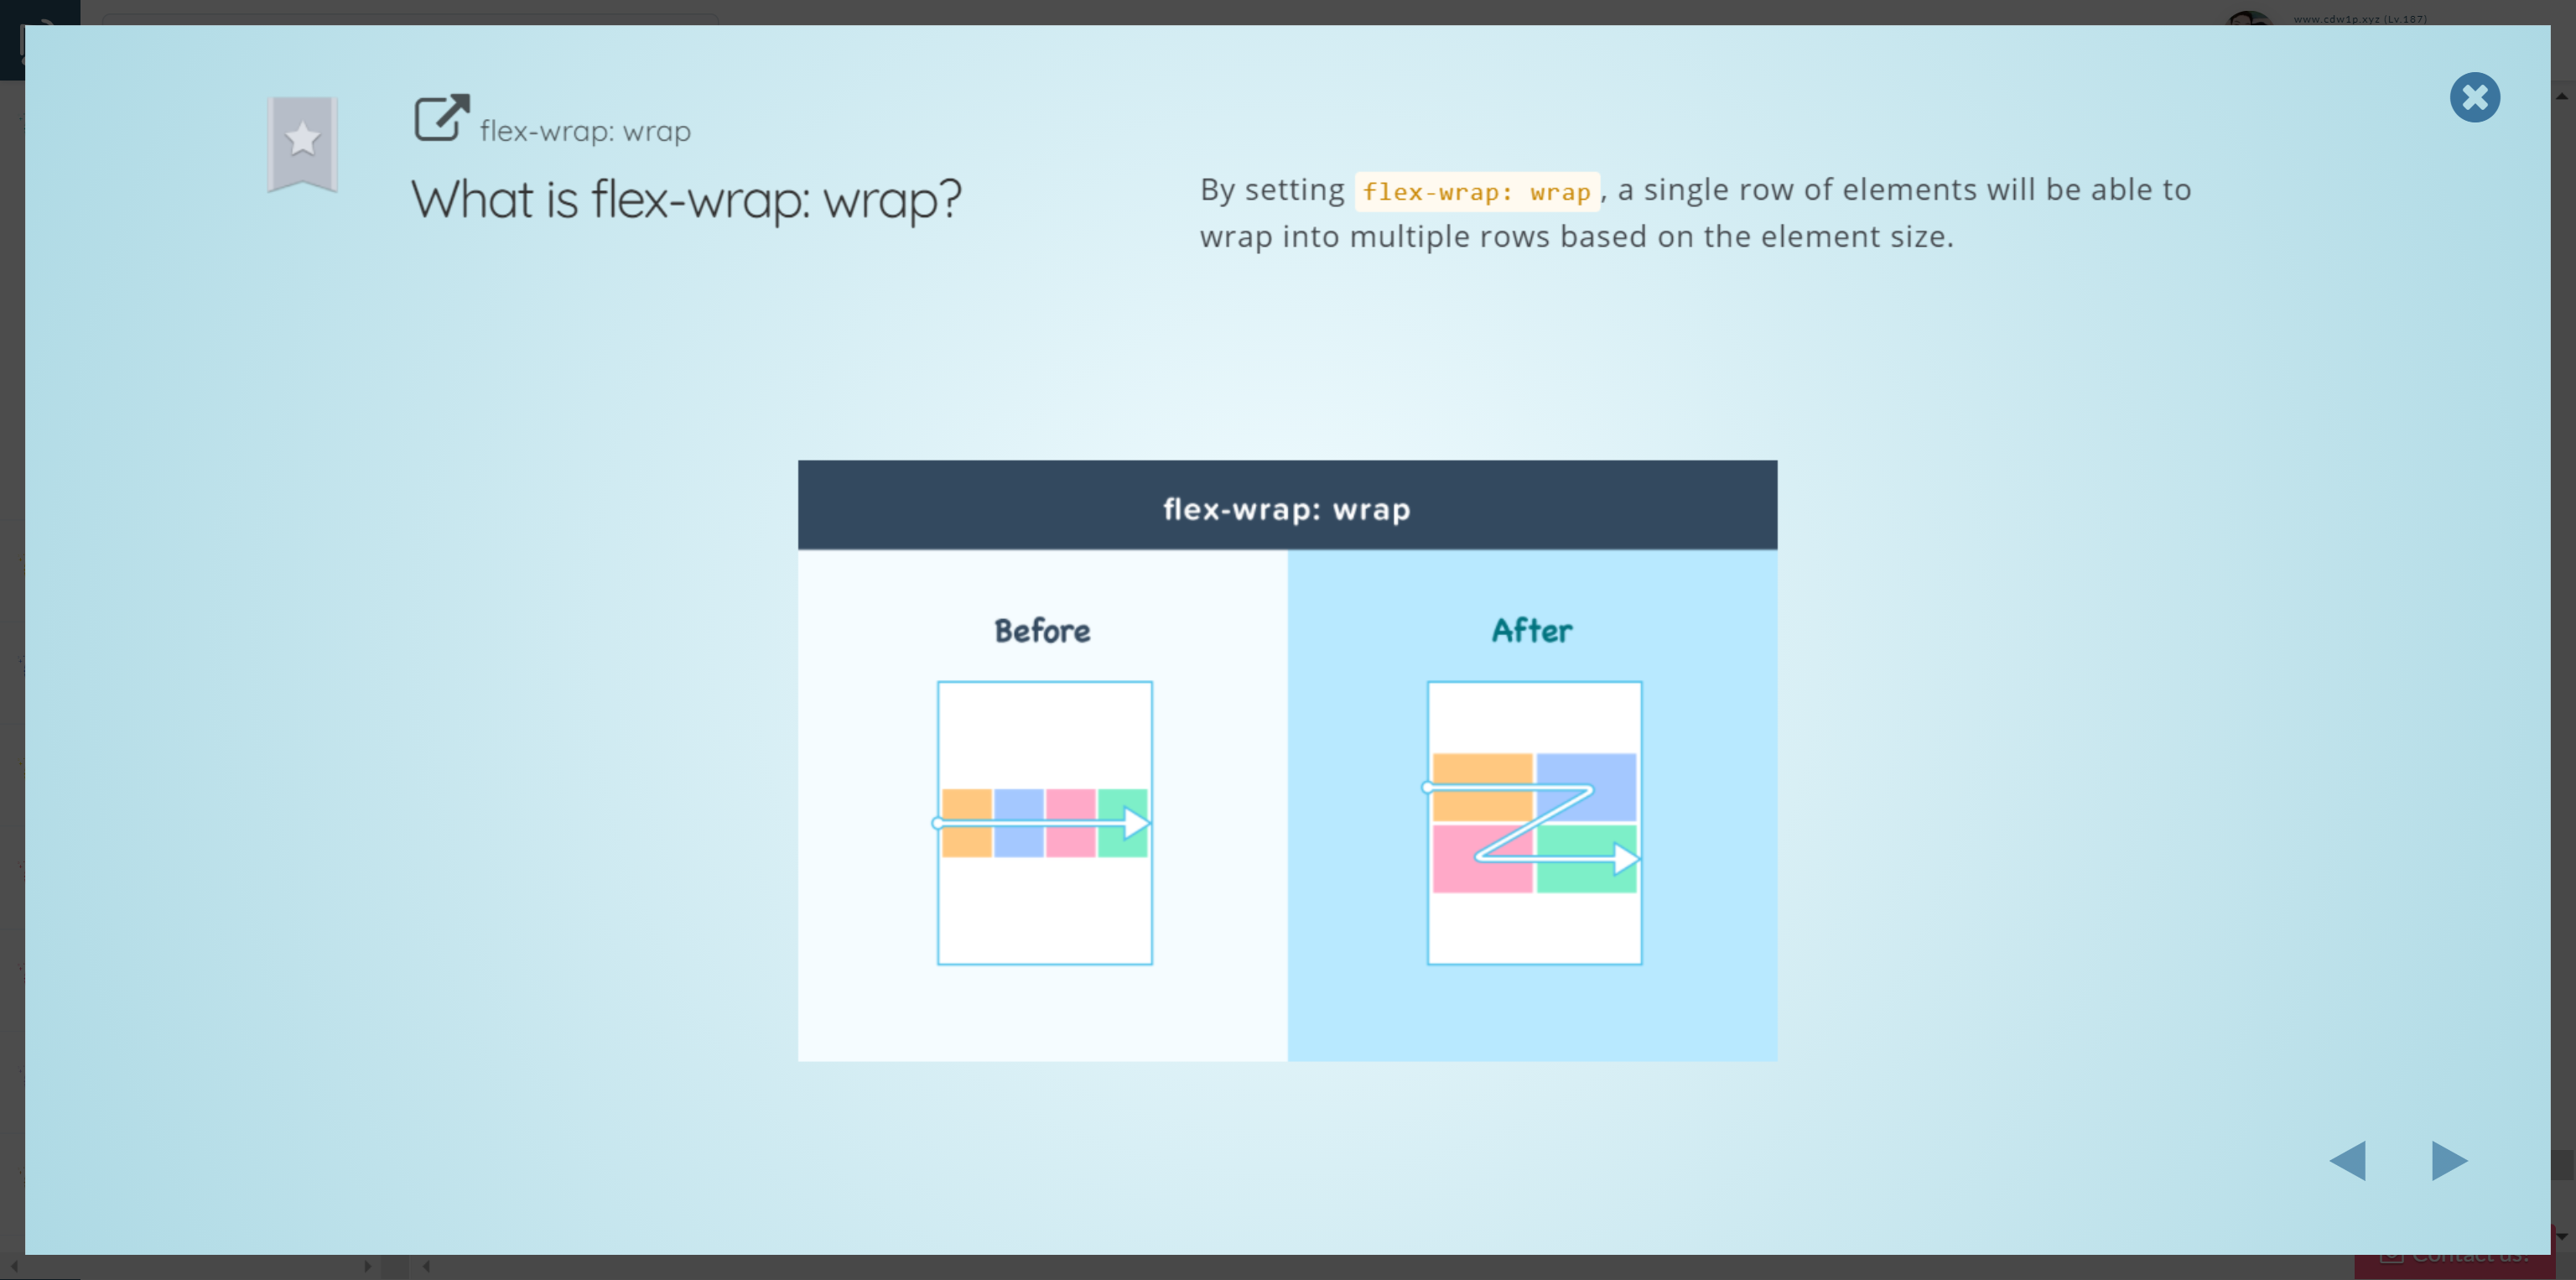 www.cdw1p.xyz (Lv.187)
flex-wrap: wrap
What is flex-wrap: wrap?
By setting flex-wrap: wrap, a single row of elements will be able to
wrap into multiple rows based on the element size.
flex-wrap: wrap
Before
After
Contact us!